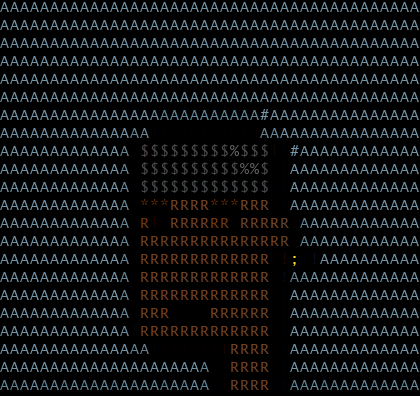 AAAAAAAAAAAAAAAAAAAAAAAAAAAAAAAAAAAAAAAAAA
AAAAAAAAAAAAAAAAAAAAAAAAAAAAAAAAAAAAAAAAAA
AAAAAAAAAAAAAAAAAAAAAAAAAAAAAAAAAAAAAAAAAA
AAAAAAAAAAAAAAAAAAAAAAAAAAAAAAAAAAAAAAAAAA
AAAAAAAAAAAAAAAAAAAAAAAAAAAAAAAAAAAAAAAAAA
AAAAAAAAAAAAAAAAAAAAAAAAAAAAAAAAAAAAAAAAAA
AAAAAAAAAAAAAAAAAAAAAAAAAA#AAAAAAAAAAAAAAA
AAAAAAAAAAAAAAA           AAAAAAAAAAAAAAAA
AAAAAAAAAAAAA $$$$$$$$$%$$$  #AAAAAAAAAAAA
AAAAAAAAAAAAA $$$$$$$$$$%%$  AAAAAAAAAAAAA
AAAAAAAAAAAAA $$$$$$$$$$$$$  AAAAAAAAAAAAA
AAAAAAAAAAAAA ***RRRR***RRR  AAAAAAAAAAAAA
AAAAAAAAAAAAA R  RRRRRR RRRRR AAAAAAAAAAAA
AAAAAAAAAAAAA RRRRRRRRRRRRRRR AAAAAAAAAAAA
AAAAAAAAAAAAA RRRRRRRRRRRRR  ;  AAAAAAAAAA
AAAAAAAAAAAAA RRRRRRRRRRRRR  AAAAAAAAAAAAA
AAAAAAAAAAAAA RRRRRRRRRRRRR  AAAAAAAAAAAAA
AAAAAAAAAAAAA RRR    RRRRRR  AAAAAAAAAAAAA
AAAAAAAAAAAAA RRRRRRRRRRRRR  AAAAAAAAAAAAA
AAAAAAAAAAAAAAA        RRRR  AAAAAAAAAAAAA
AAAAAAAAAAAAAAAAAAAAA  RRRR  AAAAAAAAAAAAA
AAAAAAAAAAAAAAAAAAAAA  RRRR  AAAAAAAAAAAAA